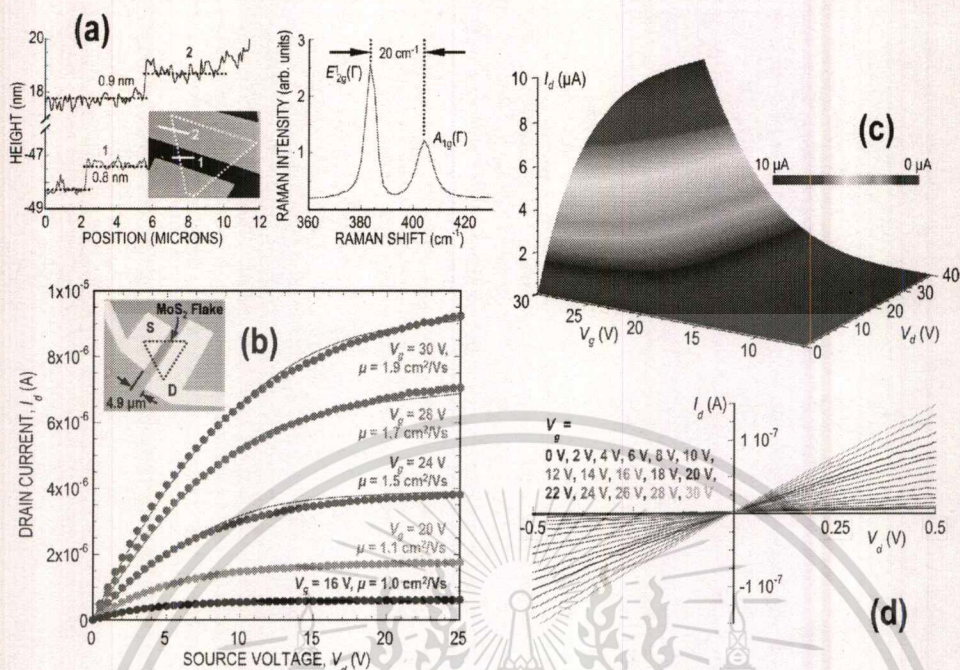 (a)
20
18
-47
-49
HEIGHT (nm)
0.9 nm
2
1
0.8 nm
2
1
0 2 4 6 8 10 12
POSITION (MICRONS)
RAMAN INTENSITY (arb. units)
3
2
1
20 cm-1
E¹2g(Γ)
A1g(Γ)
360 380 400 420
RAMAN SHIFT (cm-1)
(c)
Id (µA)
10
8
6
4
2
10 µA 0 µA
30 25 20 15 10
Vg (V)
0 10 20 30 40
Vd (V)
(b)
1x10-5
8x10-6
6x10-6
4x10-6
2x10-6
0
DRAIN CURRENT, Id (A)
MoS2 Flake
S
D
4.9 µm
Vg = 30 V,
µ = 1.9 cm2/Vs
Vg = 28 V
µ = 1.7 cm2/Vs
Vg = 24 V
µ = 1.5 cm2/Vs
Vg = 20 V
µ = 1.1 cm2/Vs
Vg = 16 V, µ = 1.0 cm2/Vs
0 5 10 15 20 25
SOURCE VOLTAGE, Vd (V)
Id (A)
1 10-7
Vg =
0 V, 2 V, 4 V, 6 V, 8 V, 10 V,
12 V, 14 V, 16 V, 18 V, 20 V,
22 V, 24 V, 26 V, 28 V, 30 V
-0.5 0 0.25 0.5
Vd (V)
-1 10-7
(d)